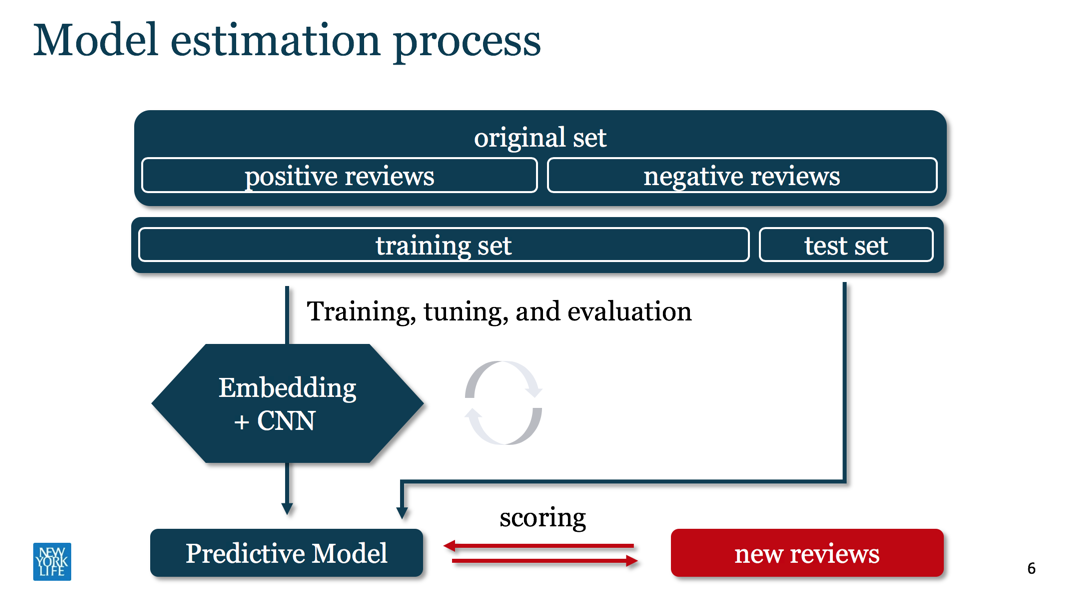 Model estimation process
original set
positive reviews
negative reviews
training set
test set
Training, tuning, and evaluation
Embedding
+ CNN
scoring
Predictive Model
new reviews
NEW
YORK
LIFE
6